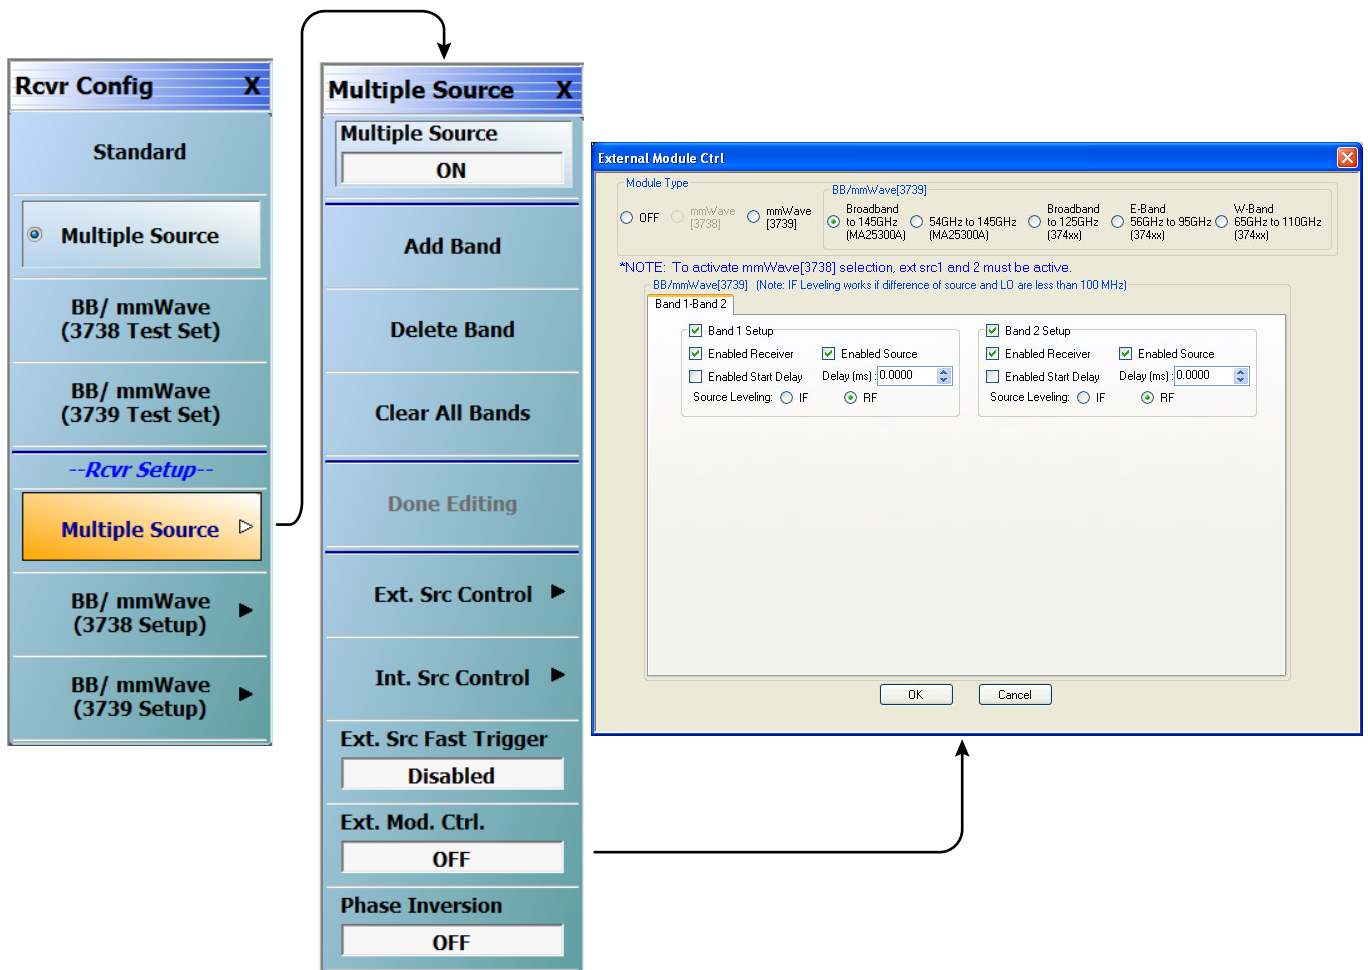 Rcvr Config X
Standard
Multiple Source
BB/ mmWave
(3738 Test Set)
BB/ mmWave
(3739 Test Set)
--Rcvr Setup--
Multiple Source
BB/ mmWave
(3738 Setup)
BB/ mmWave
(3739 Setup)
Multiple Source X
Multiple Source
ON
Add Band
Delete Band
Clear All Bands
Done Editing
Ext. Src Control
Int. Src Control
Ext. Src Fast Trigger
Disabled
Ext. Mod. Ctrl.
OFF
Phase Inversion
OFF
External Module Ctrl
Module Type
OFF
mmWave
[3738]
mmWave
[3739]
BB/mmWave[3739]
Broadband
to 145GHz
(MA25300A)
54GHz to 145GHz
(MA25300A)
Broadband
to 125GHz
(374xx)
E-Band
56GHz to 95GHz
(374xx)
W-Band
65GHz to 110GHz
(374xx)
*NOTE: To activate mmWave[3738] selection, ext src1 and 2 must be active.
BB/mmWave[3739] (Note: IF Leveling works if difference of source and LO are less than 100 MHz)
Band 1-Band 2
Band 1 Setup
Enabled Receiver Enabled Source
Enabled Start Delay Delay (ms) : 0.0000
Source Leveling: IF RF
Band 2 Setup
Enabled Receiver Enabled Source
Enabled Start Delay Delay (ms) : 0.0000
Source Leveling: IF RF
OK Cancel